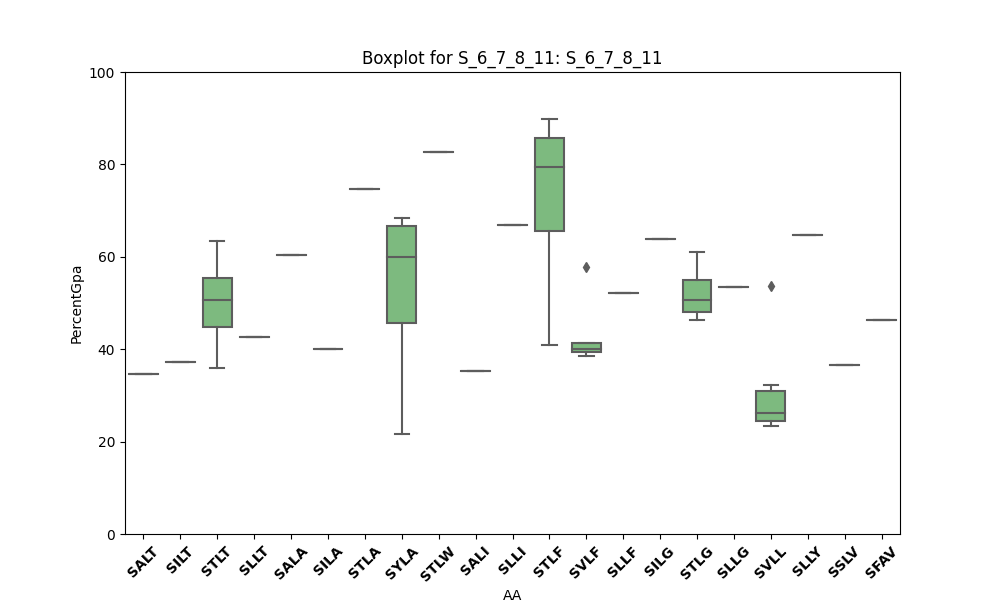 Boxplot for S_6_7_8_11: S_6_7_8_11
PercentGpa
100
80
60
40
20
0
SALT SILT STLT SLLT SALA SILA STLA SYLA STLW SALI SLLI STLF SVLF SLLF SILG STLG SLLG SVLL SLLY SSLV SFAV
AA